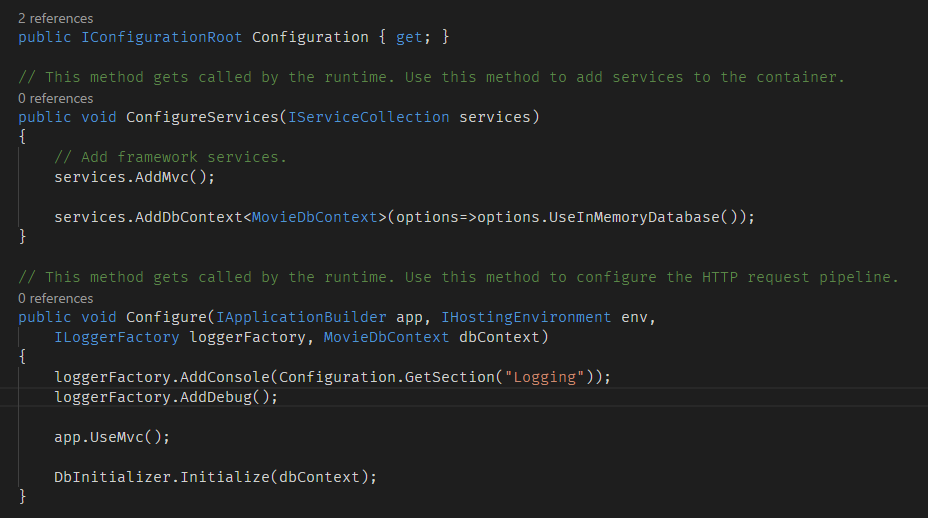 2 references
public IConfigurationRoot Configuration { get; }
// This method gets called by the runtime. Use this method to add services to the container.
0 references
public void ConfigureServices(IServiceCollection services)
{
// Add framework services.
services.AddMvc();
services.AddDbContext<MovieDbContext>(options=>options.UseInMemoryDatabase());
}
// This method gets called by the runtime. Use this method to configure the HTTP request pipeline.
0 references
public void Configure(IApplicationBuilder app, IHostingEnvironment env,
ILoggerFactory loggerFactory, MovieDbContext dbContext)
{
loggerFactory.AddConsole(Configuration.GetSection("Logging"));
loggerFactory.AddDebug();
app.UseMvc();
DbInitializer.Initialize(dbContext);
}